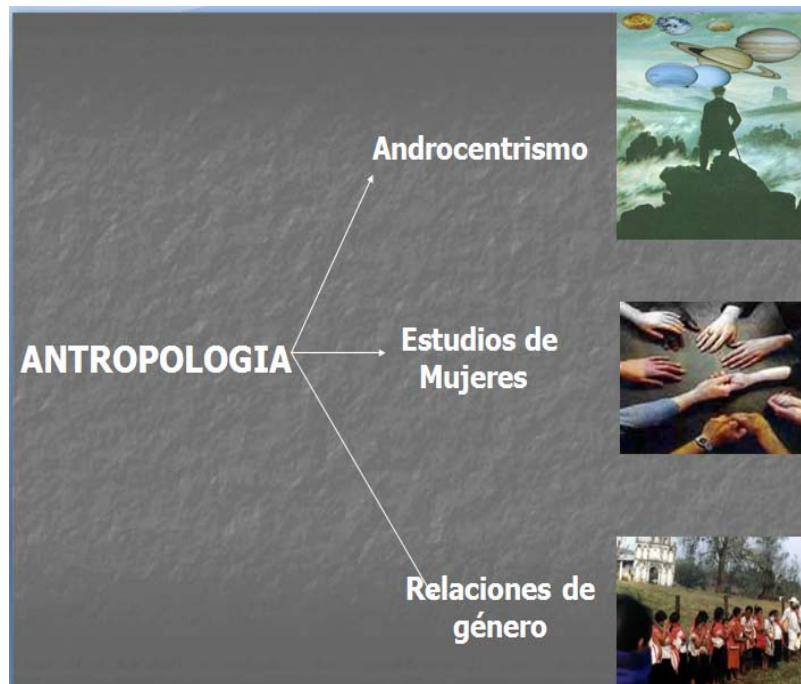 Androcentrismo
ANTROPOLOGIA
Estudios de
Mujeres
Relaciones de
género